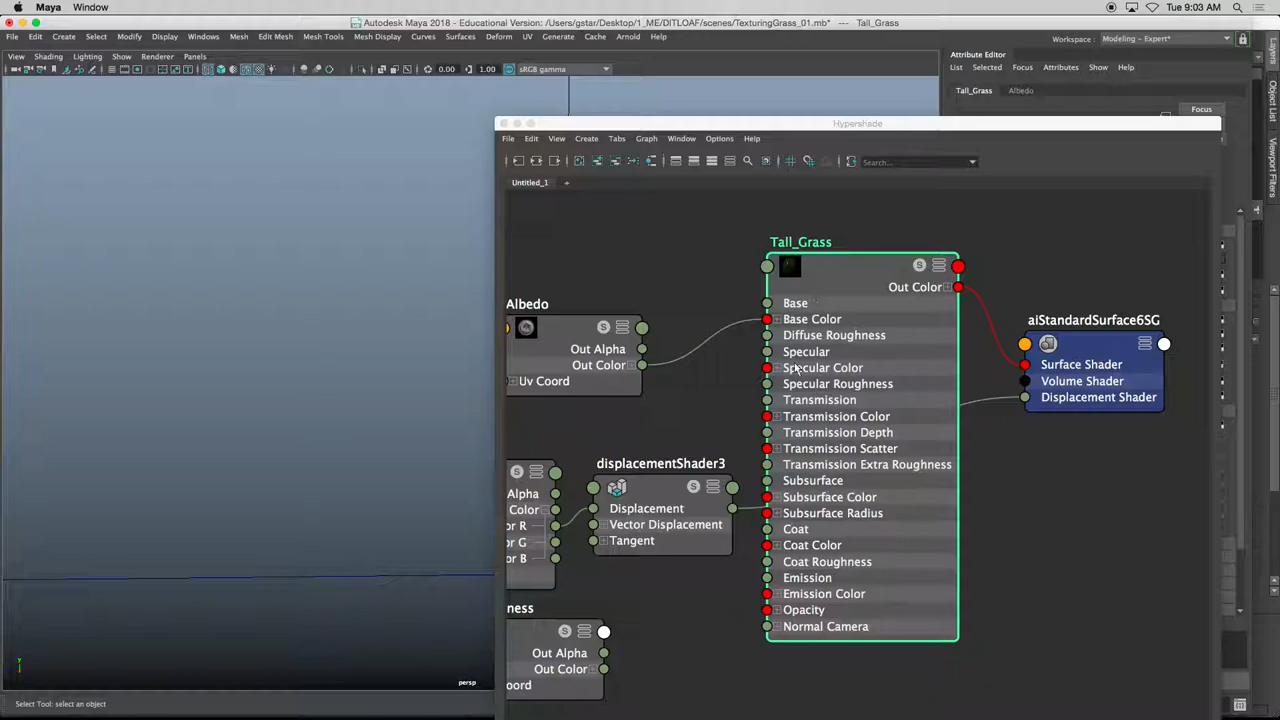 Maya Window
Tue 9:03 AM
Autodesk Maya 2018 - Educational Version: /Users/gstar/Desktop/1_ME/DITLOAF/scenes/TexturingGrass_01.mb* --- Tall_Grass
File Edit Create Select Modify Display Windows Mesh Edit Mesh Mesh Tools Mesh Display Curves Surfaces Deform UV Generate Cache Arnold Help
Workspace : Modeling - Expert*
View Shading Lighting Show Renderer Panels
0.00 1.00 sRGB gamma
Attribute Editor
List Selected Focus Attributes Show Help
Tall_Grass Albedo
Focus
Layers
Object List
Viewport Filters
Hypershade
File Edit View Create Tabs Graph Window Options Help
Search...
Untitled_1 +
Tall_Grass
S
Out Color
Base
Base Color
Diffuse Roughness
Specular
Specular Color
Specular Roughness
Transmission
Transmission Color
Transmission Depth
Transmission Scatter
Transmission Extra Roughness
Subsurface
Subsurface Color
Subsurface Radius
Coat
Coat Color
Coat Roughness
Emission
Emission Color
Opacity
Normal Camera
Albedo
S
Out Alpha
Out Color
Uv Coord
displacementShader3
S
Displacement
Vector Displacement
Tangent
S
Alpha
Color
or R
or G
or B
ness
S
Out Alpha
Out Color
oord
aiStandardSurface6SG
Surface Shader
Volume Shader
Displacement Shader
y
persp
Select Tool: select an object